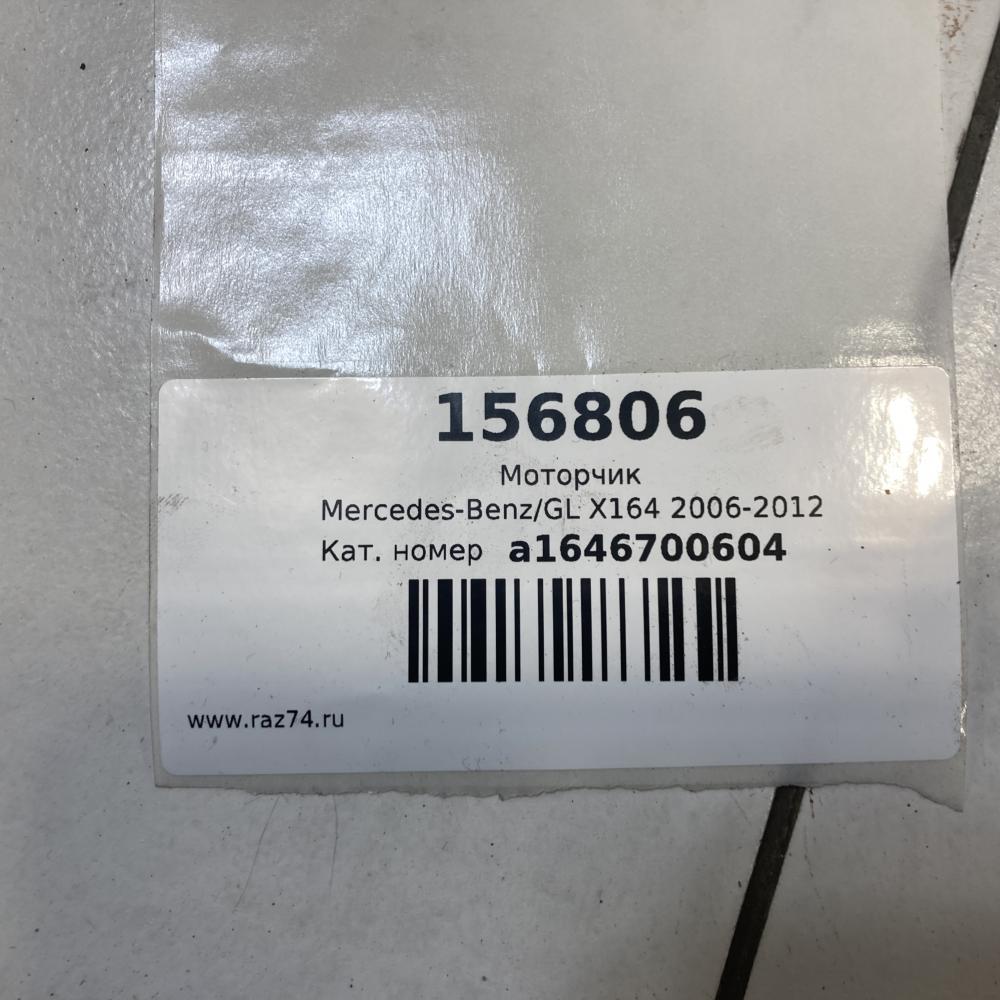 156806
Моторчик
Mercedes-Benz/GL X164 2006-2012
Кат. номер a1646700604
www.raz74.ru